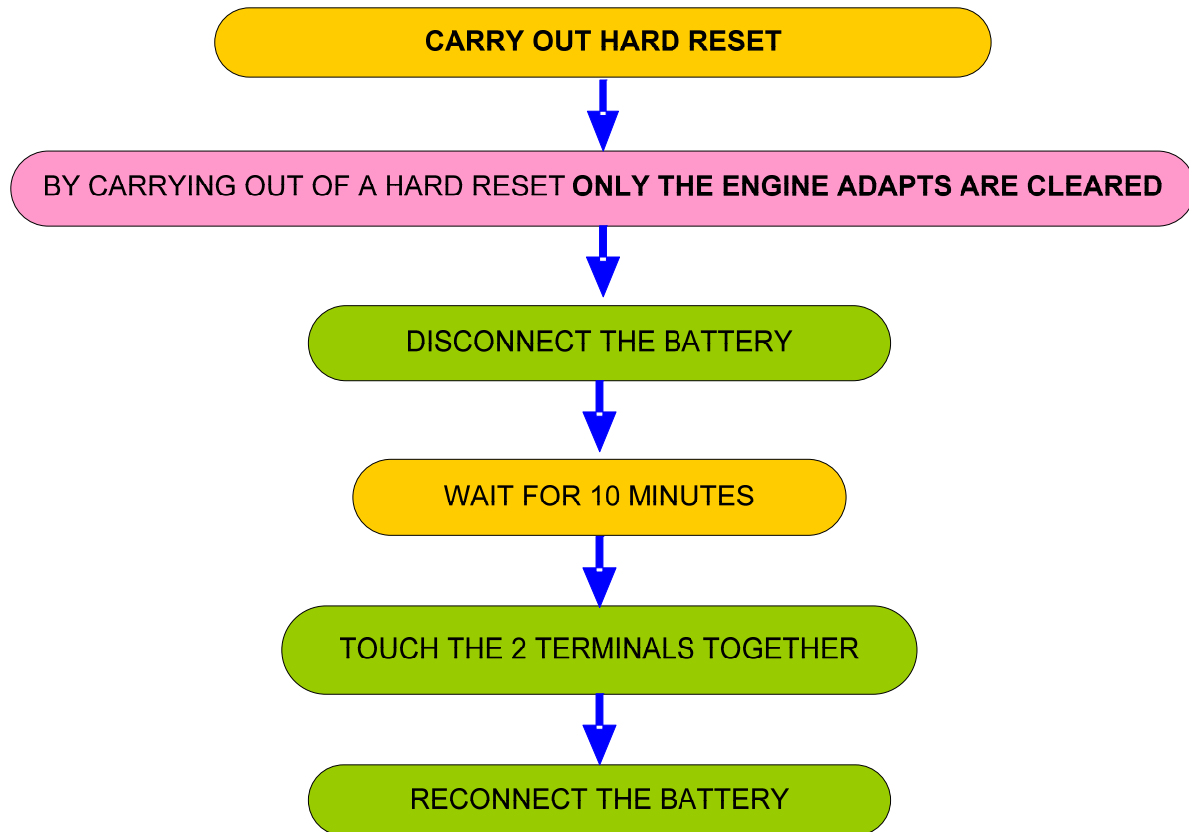 CARRY OUT HARD RESET
BY CARRYING OUT OF A HARD RESET ONLY THE ENGINE ADAPTS ARE CLEARED
DISCONNECT THE BATTERY
WAIT FOR 10 MINUTES
TOUCH THE 2 TERMINALS TOGETHER
RECONNECT THE BATTERY